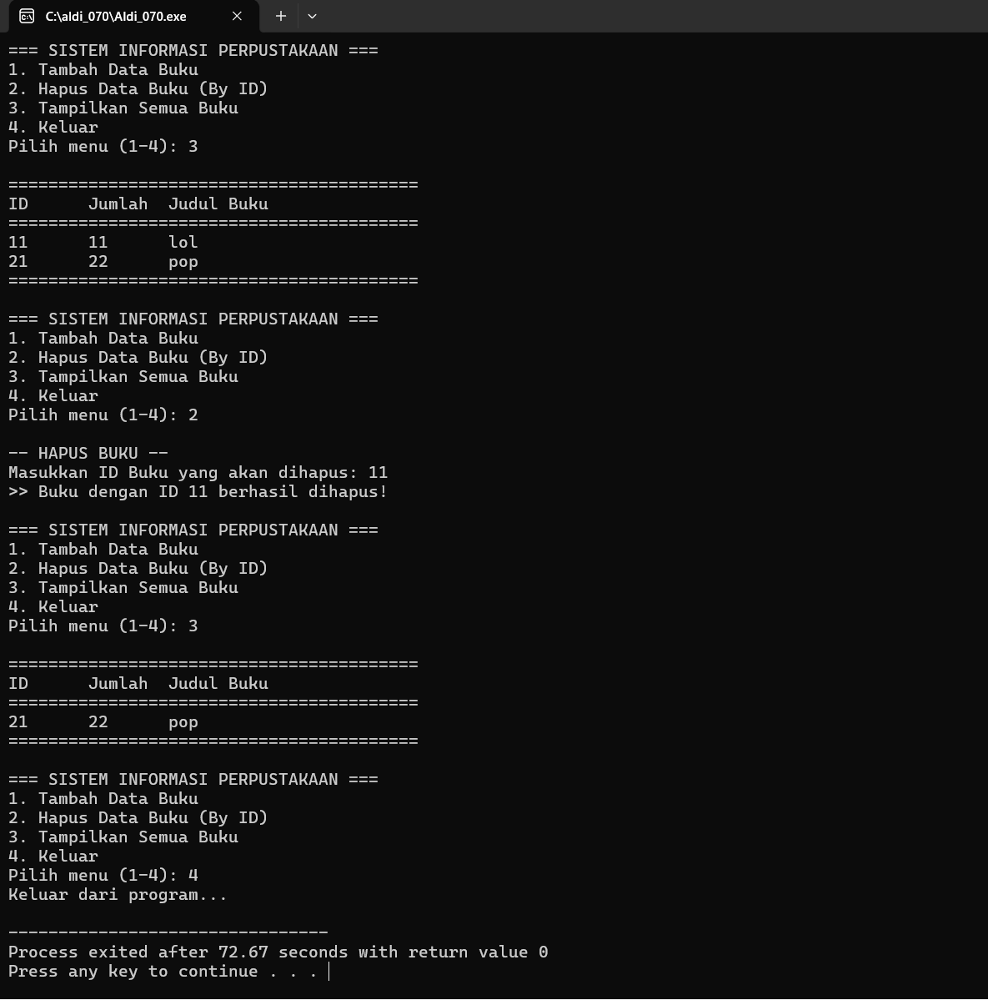 C:\aldi_070\Aldi_070.exe
=== SISTEM INFORMASI PERPUSTAKAAN ===
1. Tambah Data Buku
2. Hapus Data Buku (By ID)
3. Tampilkan Semua Buku
4. Keluar
Pilih menu (1-4): 3
=========================================
ID      Jumlah  Judul Buku
=========================================
11      11      lol
21      22      pop
=========================================
=== SISTEM INFORMASI PERPUSTAKAAN ===
1. Tambah Data Buku
2. Hapus Data Buku (By ID)
3. Tampilkan Semua Buku
4. Keluar
Pilih menu (1-4): 2
-- HAPUS BUKU --
Masukkan ID Buku yang akan dihapus: 11
>> Buku dengan ID 11 berhasil dihapus!
=== SISTEM INFORMASI PERPUSTAKAAN ===
1. Tambah Data Buku
2. Hapus Data Buku (By ID)
3. Tampilkan Semua Buku
4. Keluar
Pilih menu (1-4): 3
=========================================
ID      Jumlah  Judul Buku
=========================================
21      22      pop
=========================================
=== SISTEM INFORMASI PERPUSTAKAAN ===
1. Tambah Data Buku
2. Hapus Data Buku (By ID)
3. Tampilkan Semua Buku
4. Keluar
Pilih menu (1-4): 4
Keluar dari program...
--------------------------------
Process exited after 72.67 seconds with return value 0
Press any key to continue . . .